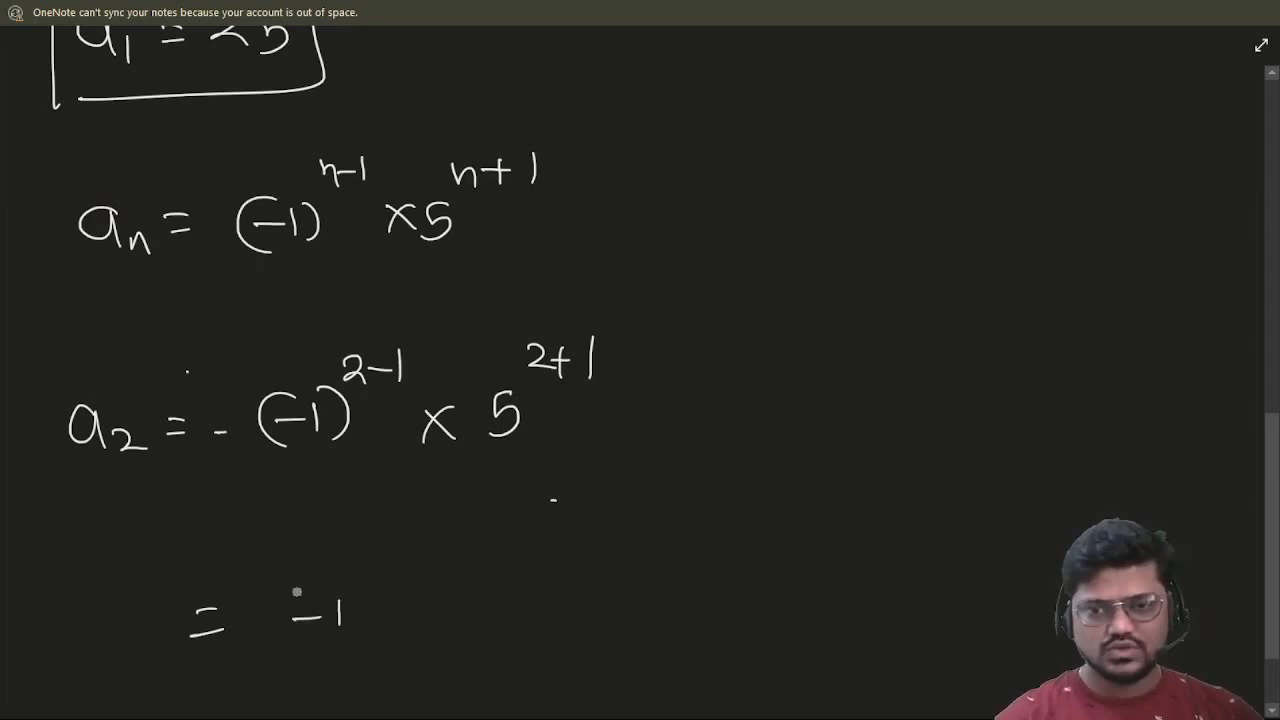 OneNote can't sync your notes because your account is out of space.
a₁ = 25
aₙ = (-1)ⁿ⁻¹ × 5ⁿ⁺¹
a₂ = - (-1)²⁻¹ × 5²⁺¹
= -1